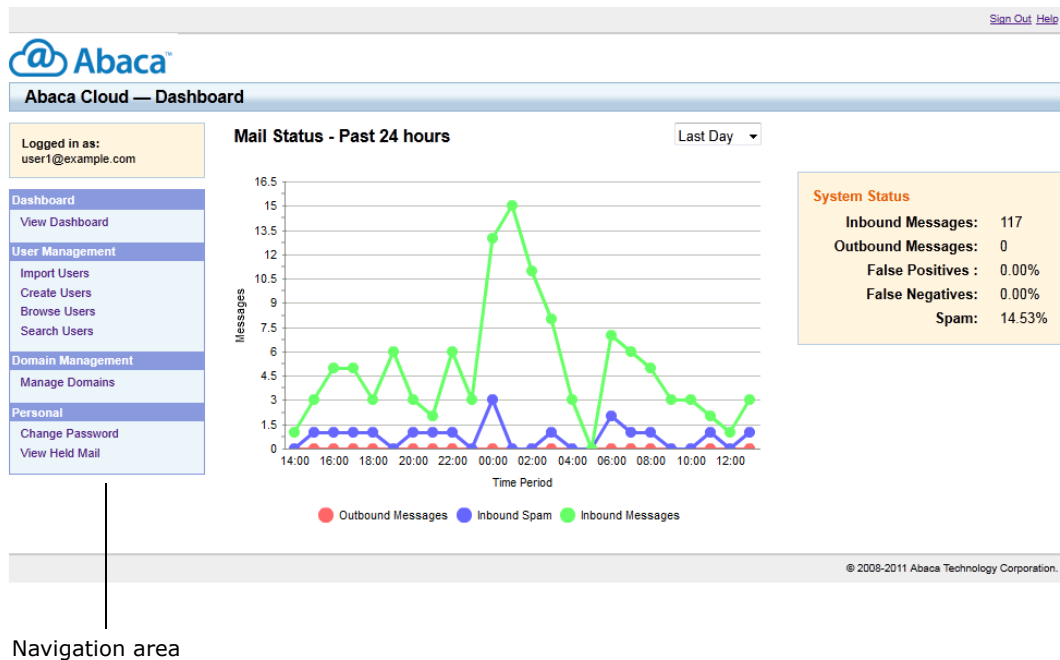 Sign Out Help
@ Abaca™
Abaca Cloud — Dashboard
Logged in as:
user1@example.com
Dashboard
View Dashboard
User Management
Import Users
Create Users
Browse Users
Search Users
Domain Management
Manage Domains
Personal
Change Password
View Held Mail
Mail Status - Past 24 hours
Last Day
16.5
15
13.5
12
10.5
9
7.5
6
4.5
3
1.5
0
Messages
14:00 16:00 18:00 20:00 22:00 00:00 02:00 04:00 06:00 08:00 10:00 12:00
Time Period
Outbound Messages Inbound Spam Inbound Messages
System Status
Inbound Messages: 117
Outbound Messages: 0
False Positives : 0.00%
False Negatives: 0.00%
Spam: 14.53%
© 2008-2011 Abaca Technology Corporation.
Navigation area